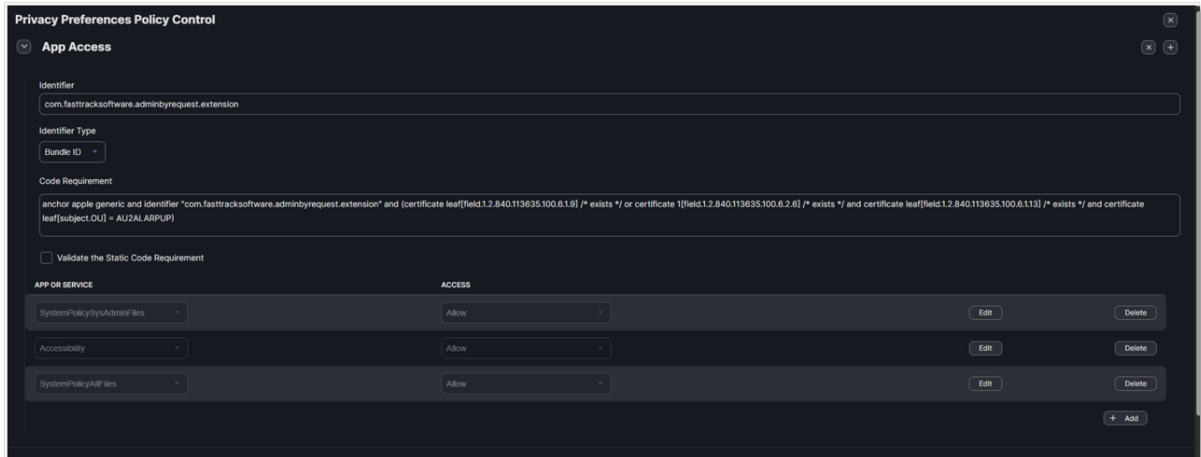 Privacy Preferences Policy Control
App Access
Identifier
com.fasttracksoftware.adminbyrequest.extension
Identifier Type
Bundle ID
Code Requirement
anchor apple generic and identifier "com.fasttracksoftware.adminbyrequest.extension" and (certificate leaf[field.1.2.840.113635.100.6.1.9] /* exists */ or certificate 1[field.1.2.840.113635.100.6.2.6] /* exists */ and certificate leaf[field.1.2.840.113635.100.6.1.13] /* exists */ and certificate
leaf[subject.OU] = AU2ALARPUP)
Validate the Static Code Requirement
APP OR SERVICE ACCESS
SystemPolicySysAdminFiles Allow Edit Delete
Accessibility Allow Edit Delete
SystemPolicyAllFiles Allow Edit Delete
+ Add